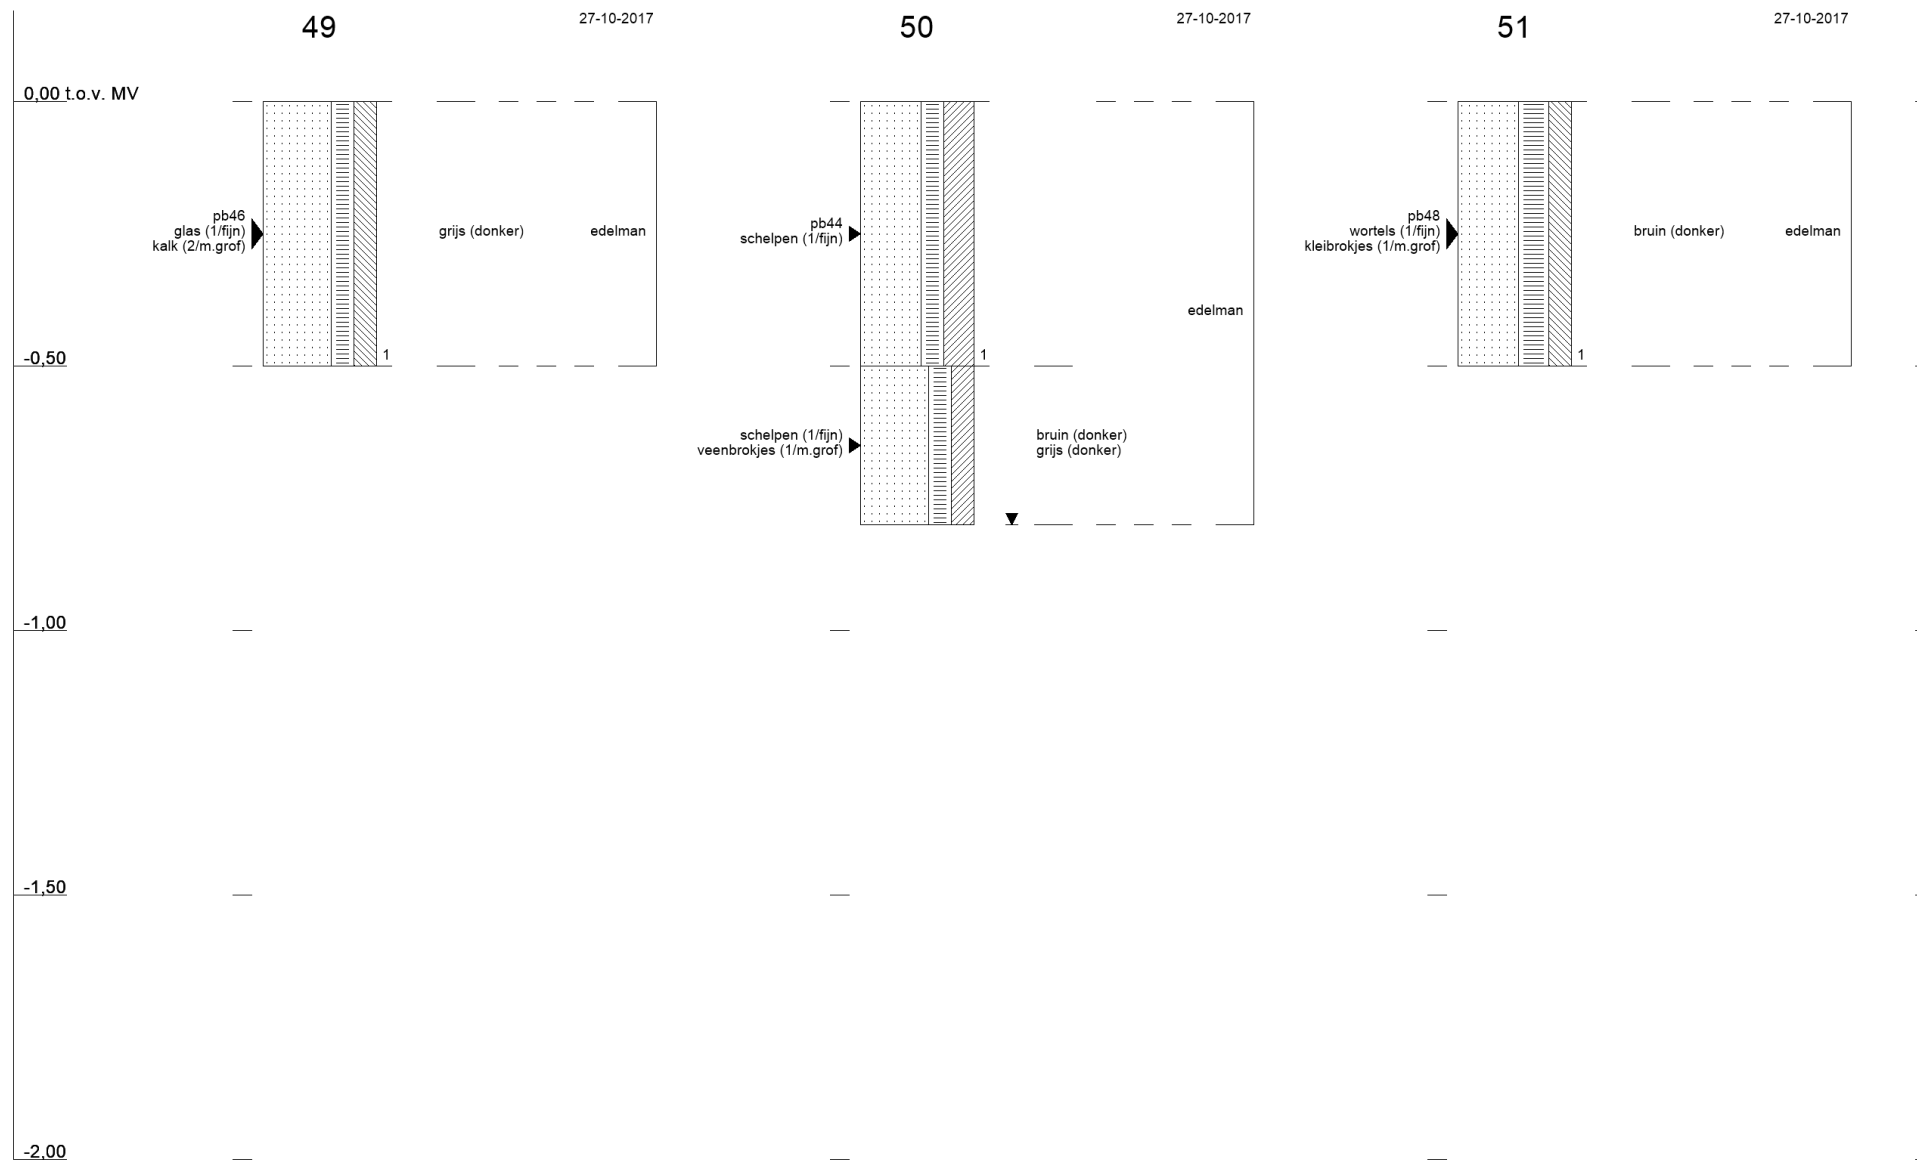 49
27-10-2017
50
27-10-2017
51
27-10-2017
0,00 t.o.v. MV
pb46
glas (1/fijn)
kalk (2/m.grof)
grijs (donker)
edelman
1
pb44
schelpen (1/fijn)
edelman
1
schelpen (1/fijn)
veenbrokjes (1/m.grof)
bruin (donker)
grijs (donker)
pb48
wortels (1/fijn)
kleibrokjes (1/m.grof)
bruin (donker)
edelman
1
-0,50
-1,00
-1,50
-2,00